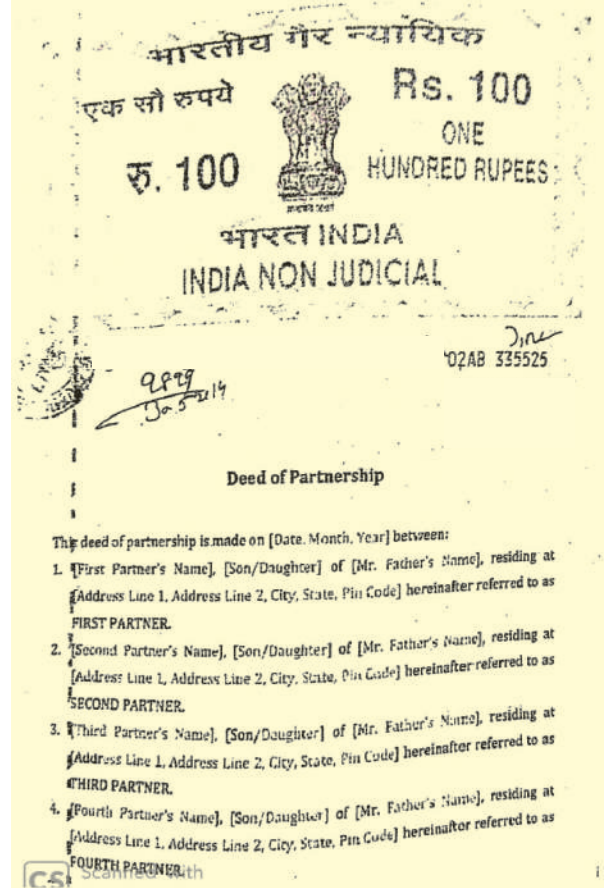 भारतीय गैर न्यायिक
एक सौ रुपये
Rs. 100
रु. 100
ONE
HUNDRED RUPEES
भारत INDIA
INDIA NON JUDICIAL
02AB 335525
Deed of Partnership
This deed of partnership is made on [Date. Month, Year] between:
1. [First Partner's Name], [Son/Daughter] of [Mr. Father's Name], residing at
[Address Line 1, Address Line 2, City, State, Pin Code] hereinafter referred to as
FIRST PARTNER.
2. [Second Partner's Name], [Son/Daughter] of [Mr. Father's Name], residing at
[Address Line 1, Address Line 2, City, State, Pin Code] hereinafter referred to as
SECOND PARTNER.
3. [Third Partner's Name], [Son/Daughter] of [Mr. Father's Name], residing at
[Address Line 1, Address Line 2, City, State, Pin Code] hereinafter referred to as
THIRD PARTNER.
4. [Fourth Partner's Name], [Son/Daughter] of [Mr. Father's Name], residing at
[Address Line 1, Address Line 2, City, State, Pin Code] hereinafter referred to as
FOURTH PARTNER.
CS Scanned with